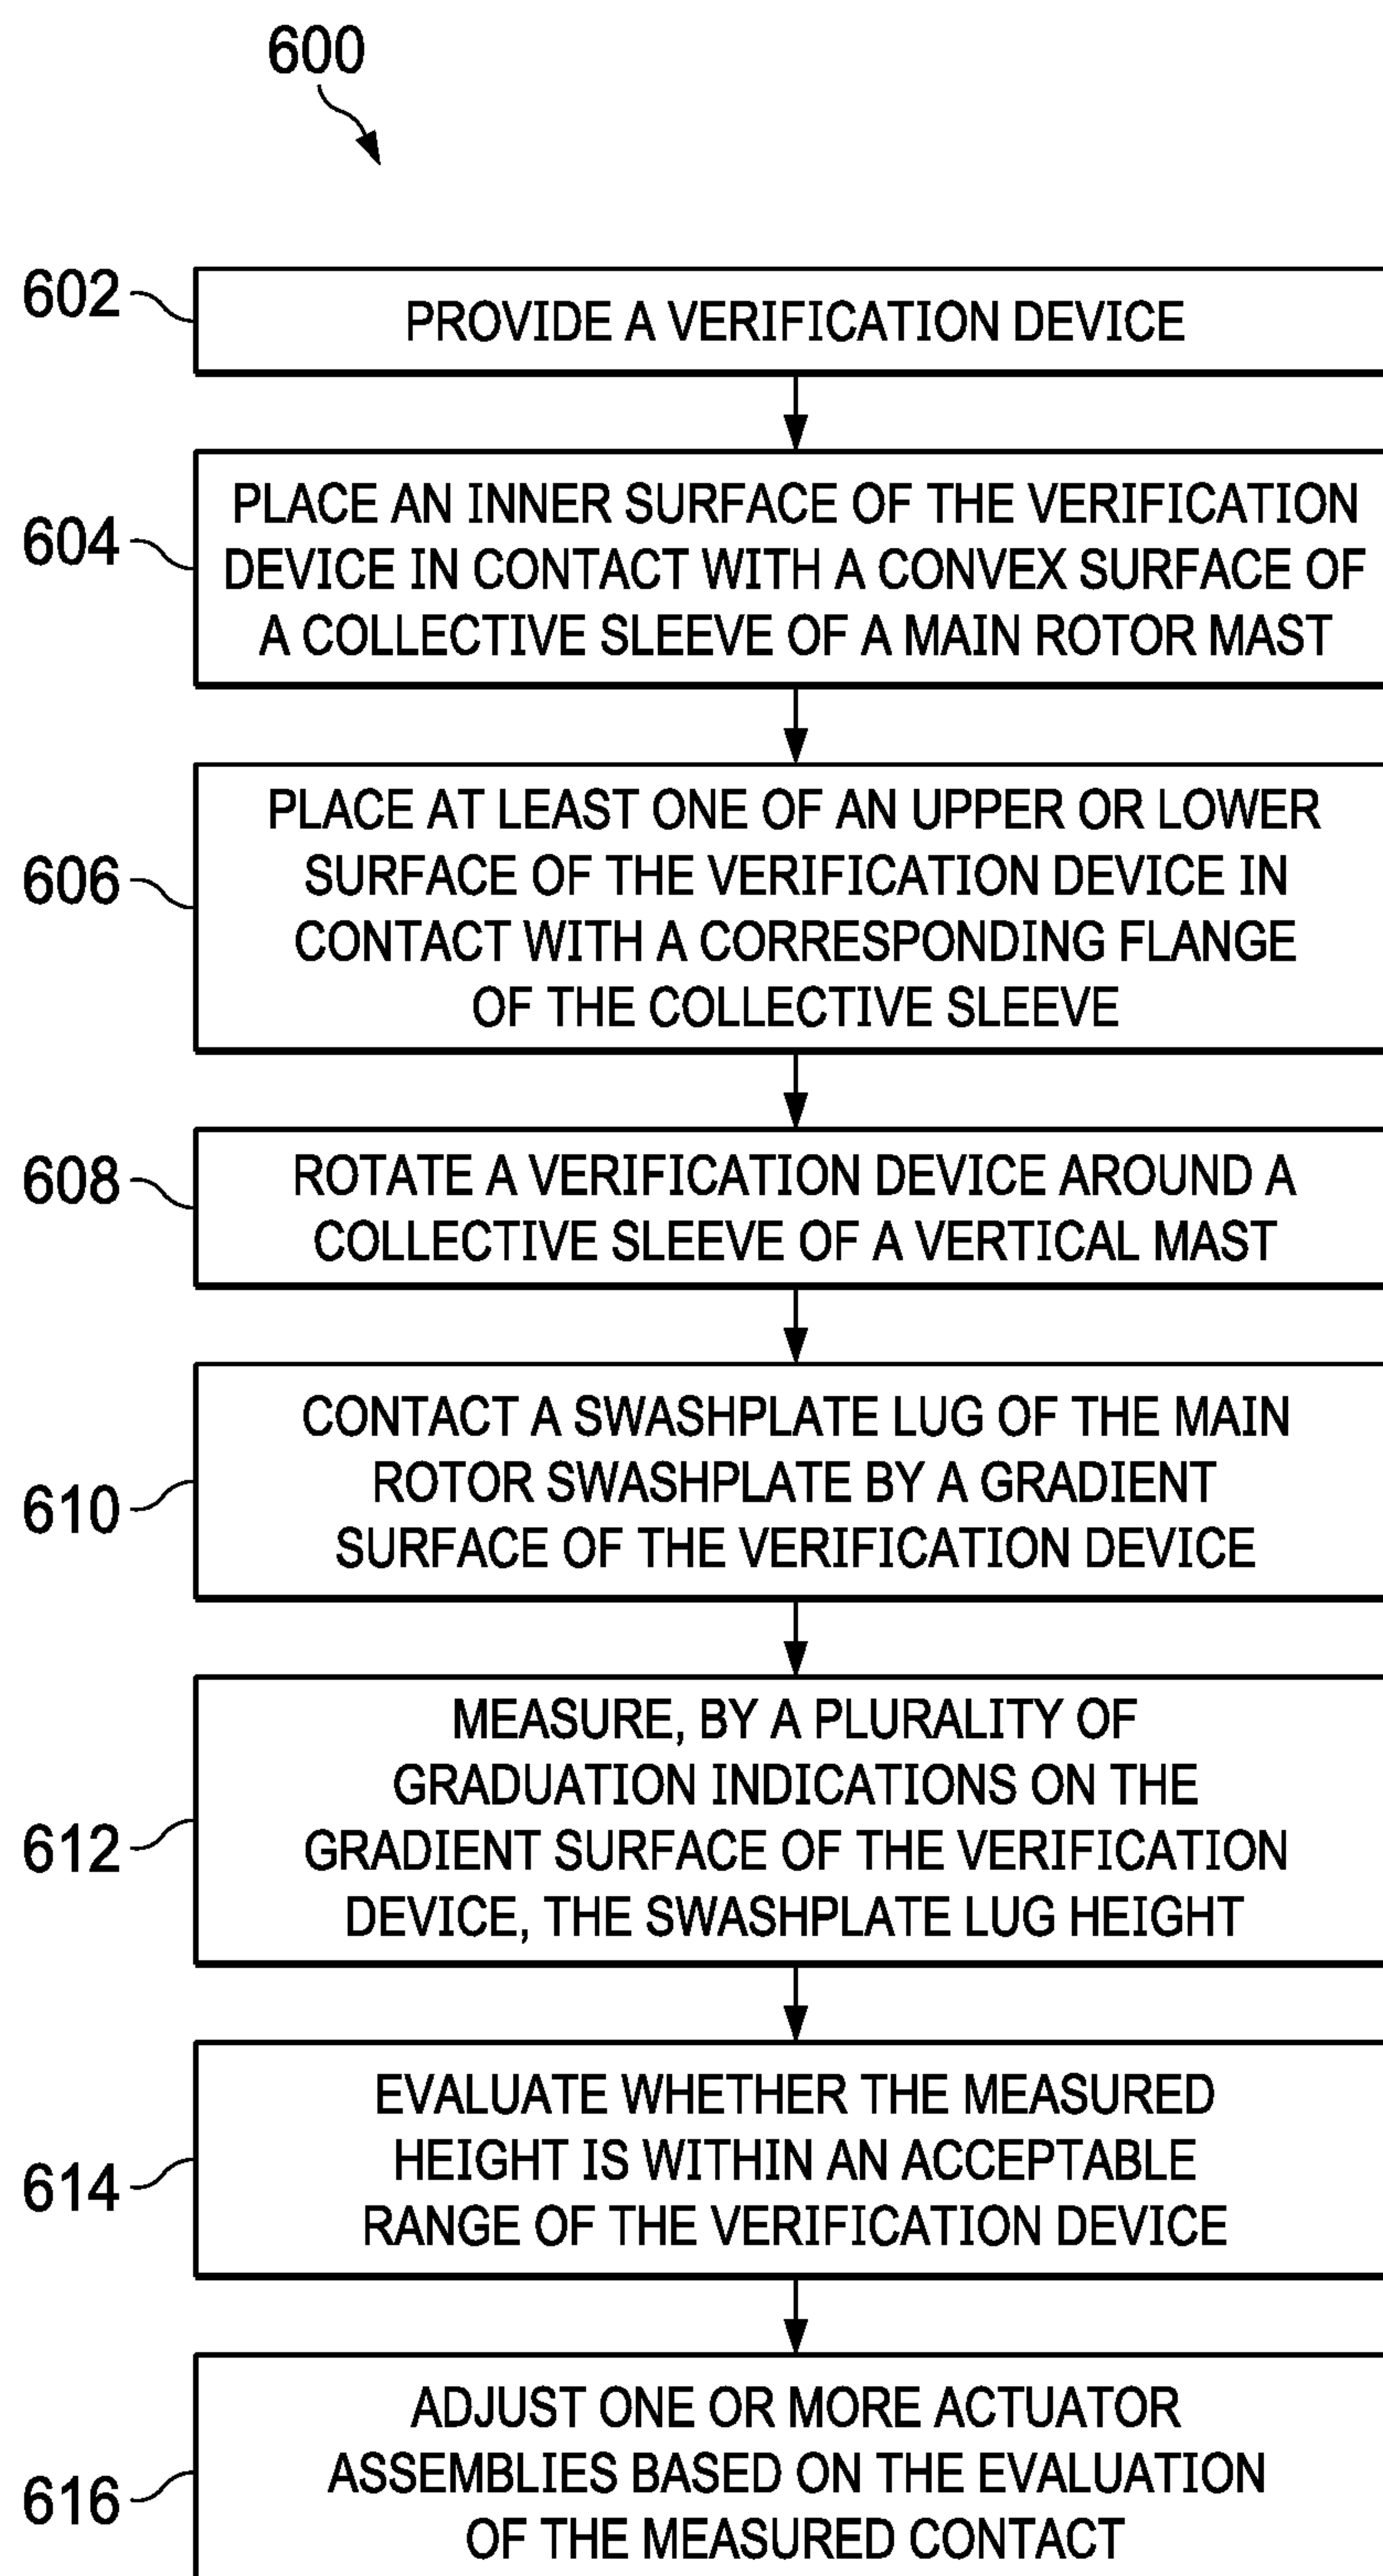 600
602
PROVIDE A VERIFICATION DEVICE
604
PLACE AN INNER SURFACE OF THE VERIFICATION
DEVICE IN CONTACT WITH A CONVEX SURFACE OF
A COLLECTIVE SLEEVE OF A MAIN ROTOR MAST
606
PLACE AT LEAST ONE OF AN UPPER OR LOWER
SURFACE OF THE VERIFICATION DEVICE IN
CONTACT WITH A CORRESPONDING FLANGE
OF THE COLLECTIVE SLEEVE
608
ROTATE A VERIFICATION DEVICE AROUND A
COLLECTIVE SLEEVE OF A VERTICAL MAST
610
CONTACT A SWASHPLATE LUG OF THE MAIN
ROTOR SWASHPLATE BY A GRADIENT
SURFACE OF THE VERIFICATION DEVICE
612
MEASURE, BY A PLURALITY OF
GRADUATION INDICATIONS ON THE
GRADIENT SURFACE OF THE VERIFICATION
DEVICE, THE SWASHPLATE LUG HEIGHT
614
EVALUATE WHETHER THE MEASURED
HEIGHT IS WITHIN AN ACCEPTABLE
RANGE OF THE VERIFICATION DEVICE
616
ADJUST ONE OR MORE ACTUATOR
ASSEMBLIES BASED ON THE EVALUATION
OF THE MEASURED CONTACT